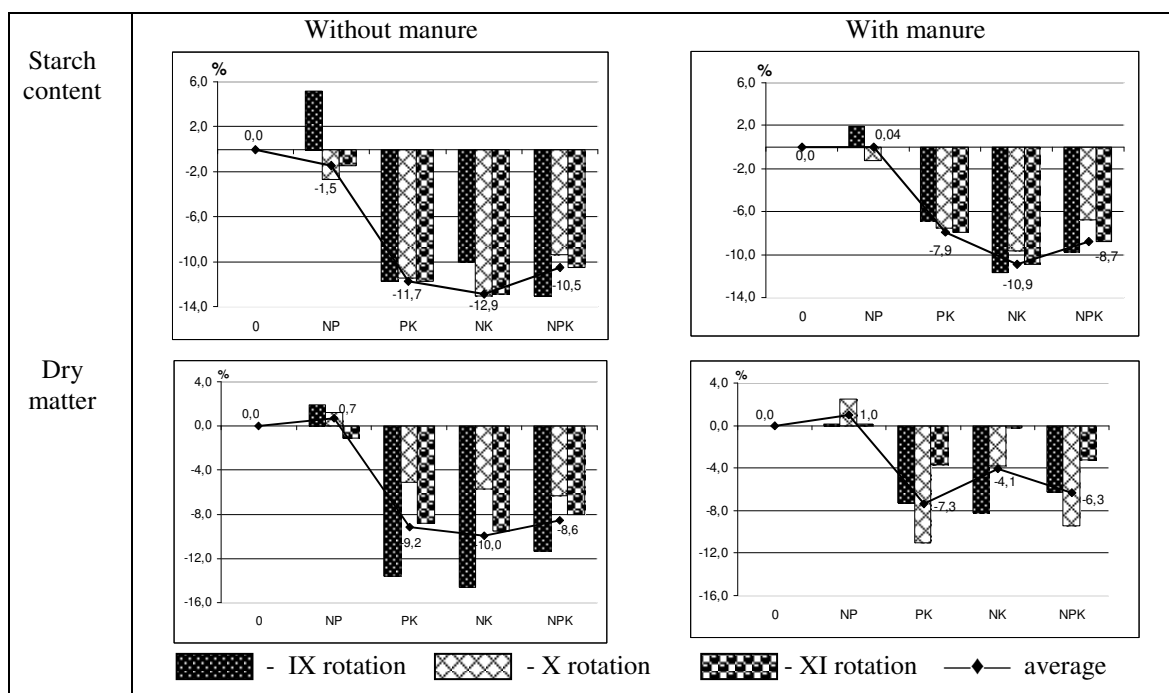 Without manure
With manure
Starch
content
%
6,0
2,0
-2,0
-6,0
-10,0
-14,0
0,0
-1,5
-11,7
-12,9
-10,5
0
NP
PK
NK
NPK
%
6,0
2,0
-2,0
-6,0
-10,0
-14,0
0,0
0,04
-7,9
-10,9
-8,7
0
NP
PK
NK
NPK
Dry
matter
%
4,0
0,0
-4,0
-8,0
-12,0
-16,0
0,0
0,7
-9,2
-10,0
-8,6
0
NP
PK
NK
NPK
%
4,0
0,0
-4,0
-8,0
-12,0
-16,0
0,0
1,0
-7,3
-4,1
-6,3
0
NP
PK
NK
NPK
- IX rotation
- X rotation
- XI rotation
average